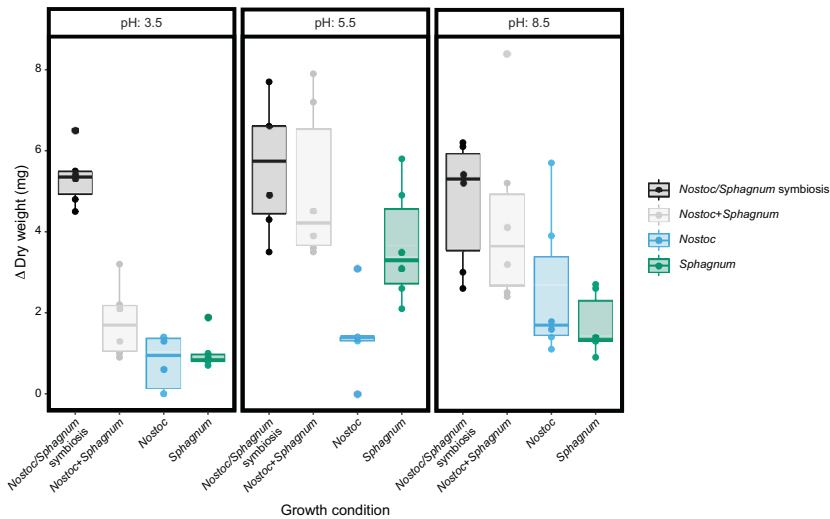 pH: 3.5
pH: 5.5
pH: 8.5
Δ Dry weight (mg)
8
6
4
2
0
Nostoc/Sphagnum
symbiosis
Nostoc+Sphagnum
Nostoc
Sphagnum
Nostoc/Sphagnum
symbiosis
Nostoc+Sphagnum
Nostoc
Sphagnum
Nostoc/Sphagnum
symbiosis
Nostoc+Sphagnum
Nostoc
Sphagnum
Growth condition
Nostoc/Sphagnum symbiosis
Nostoc+Sphagnum
Nostoc
Sphagnum